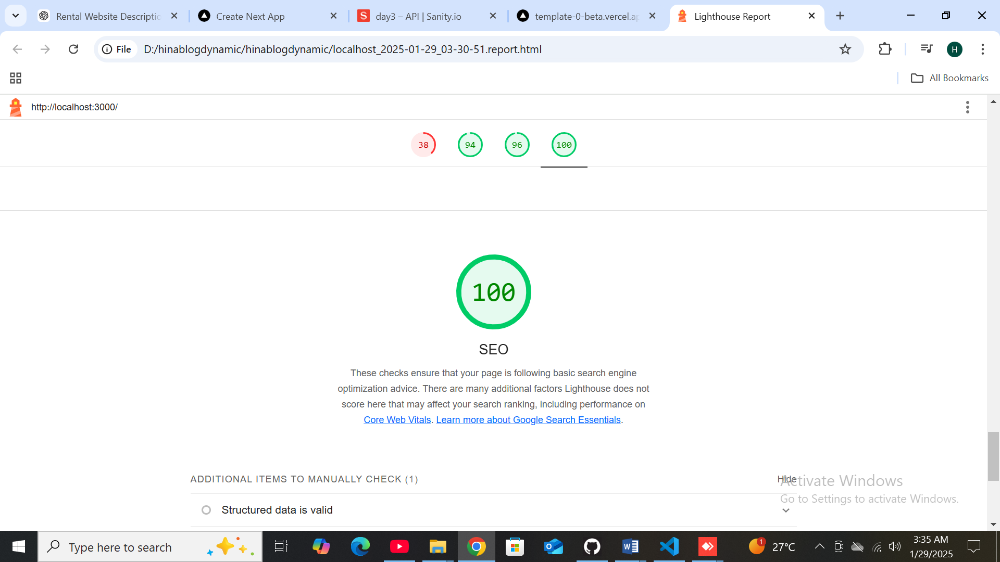 Rental Website Descriptio
Create Next App
S
day3 – API | Sanity.io
template-0-beta.vercel.ap
Lighthouse Report
File
D:/hinablogdynamic/hinablogdynamic/localhost_2025-01-29_03-30-51.report.html
H
All Bookmarks
http://localhost:3000/
38
94
96
100
100
SEO
These checks ensure that your page is following basic search engine
optimization advice. There are many additional factors Lighthouse does not
score here that may affect your search ranking, including performance on
Core Web Vitals. Learn more about Google Search Essentials.
ADDITIONAL ITEMS TO MANUALLY CHECK (1)
Hide
Activate Windows
Go to Settings to activate Windows.
Structured data is valid
Type here to search
W
1
27°C
3:35 AM
1/29/2025